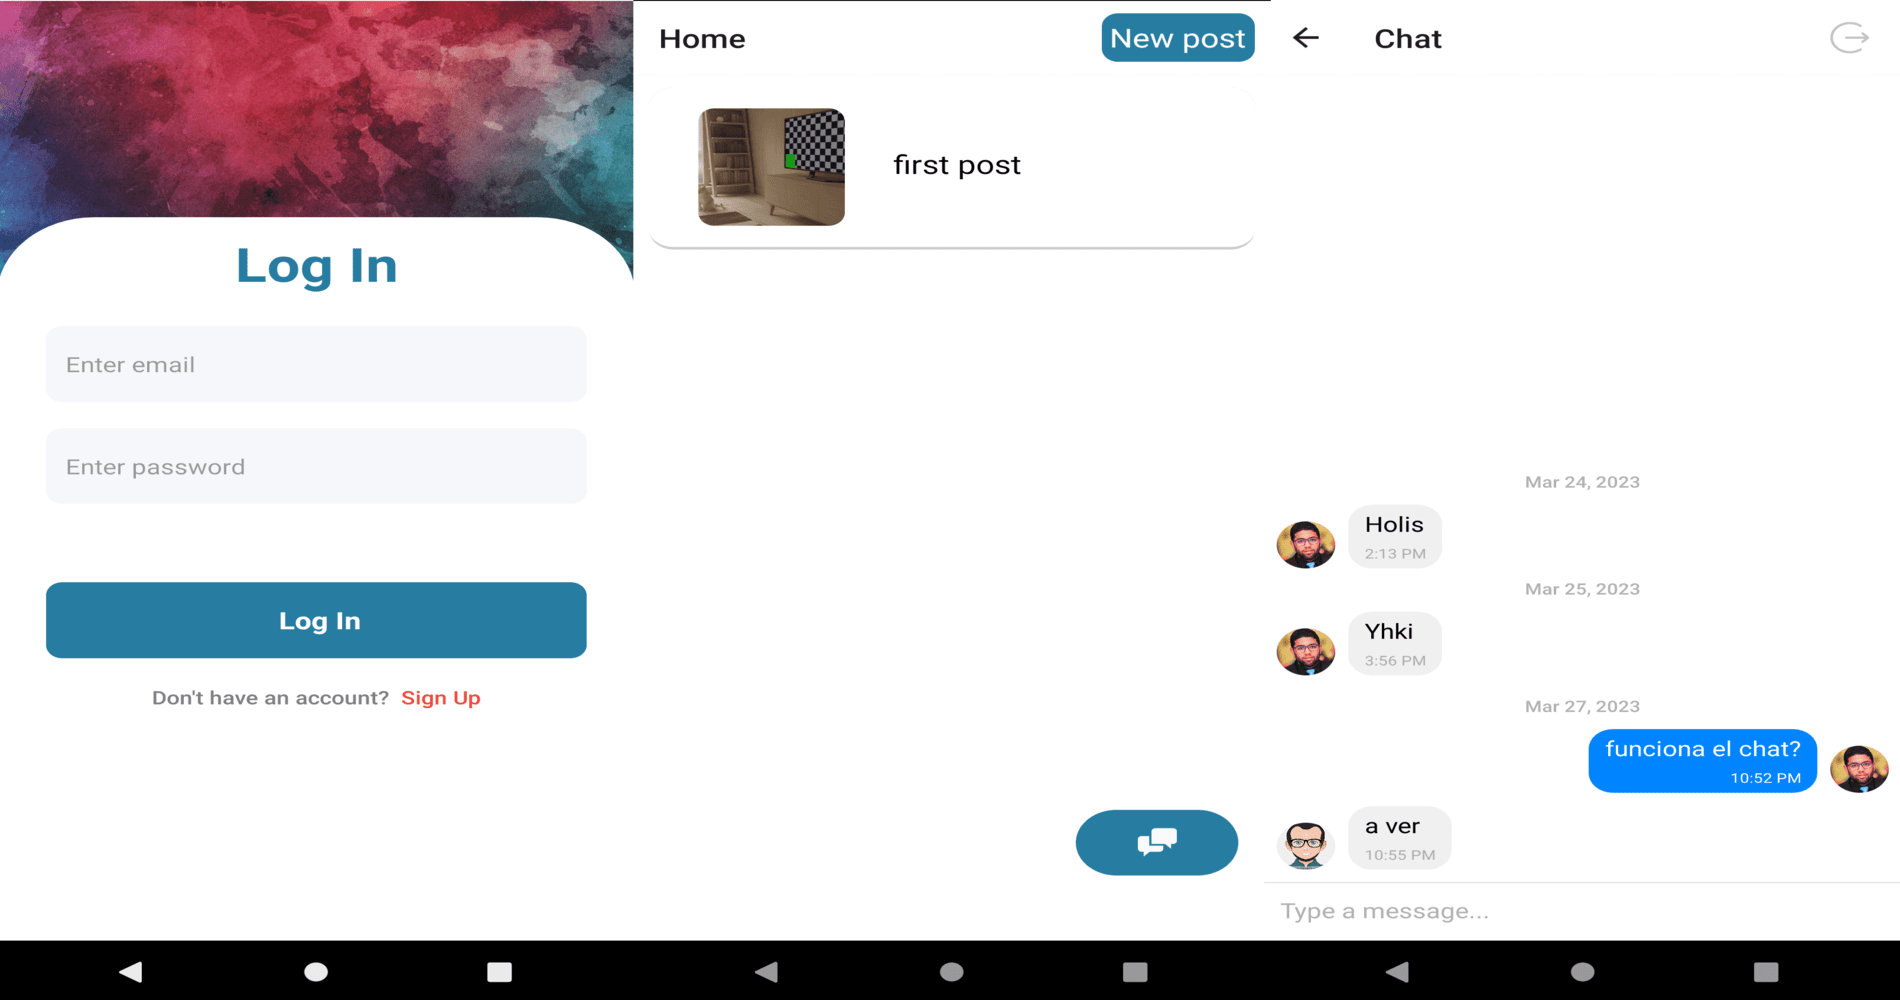 Log In
Enter email
Enter password
Log In
Don't have an account? Sign Up
Home
New post
first post
Chat
Mar 24, 2023
Holis
2:13 PM
Mar 25, 2023
Yhki
3:56 PM
Mar 27, 2023
funciona el chat?
10:52 PM
a ver
10:55 PM
Type a message...